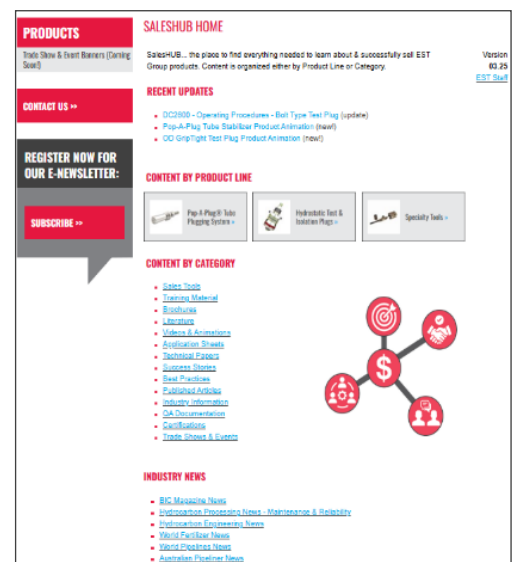 PRODUCTS
Trade Show & Event Banners (Coming
Soon!)
CONTACT US »
REGISTER NOW FOR
OUR E-NEWSLETTER:
SUBSCRIBE »
SALESHUB HOME
SalesHUB... the place to find everything needed to learn about & successfully sell EST
Group products. Content is organized either by Product Line or Category.
Version
03.25
EST Staff
RECENT UPDATES
DC2600 - Operating Procedures - Bolt Type Test Plug (update)
Pop-A-Plug Tube Stabilizer Product Animation (new!)
OD GripTight Test Plug Product Animation (new!)
CONTENT BY PRODUCT LINE
Pop-A-Plug® Tube
Plugging System »
Hydrostatic Test &
Isolation Plugs »
Specialty Tools »
CONTENT BY CATEGORY
Sales Tools
Training Material
Brochures
Literature
Videos & Animations
Application Sheets
Technical Papers
Success Stories
Best Practices
Published Articles
Industry Information
QA Documentation
Certifications
Trade Shows & Events
$
INDUSTRY NEWS
BIC Magazine News
Hydrocarbon Processing News - Maintenance & Reliability
Hydrocarbon Engineering News
World Fertilizer News
World Pipelines News
Australian Pipeliner News